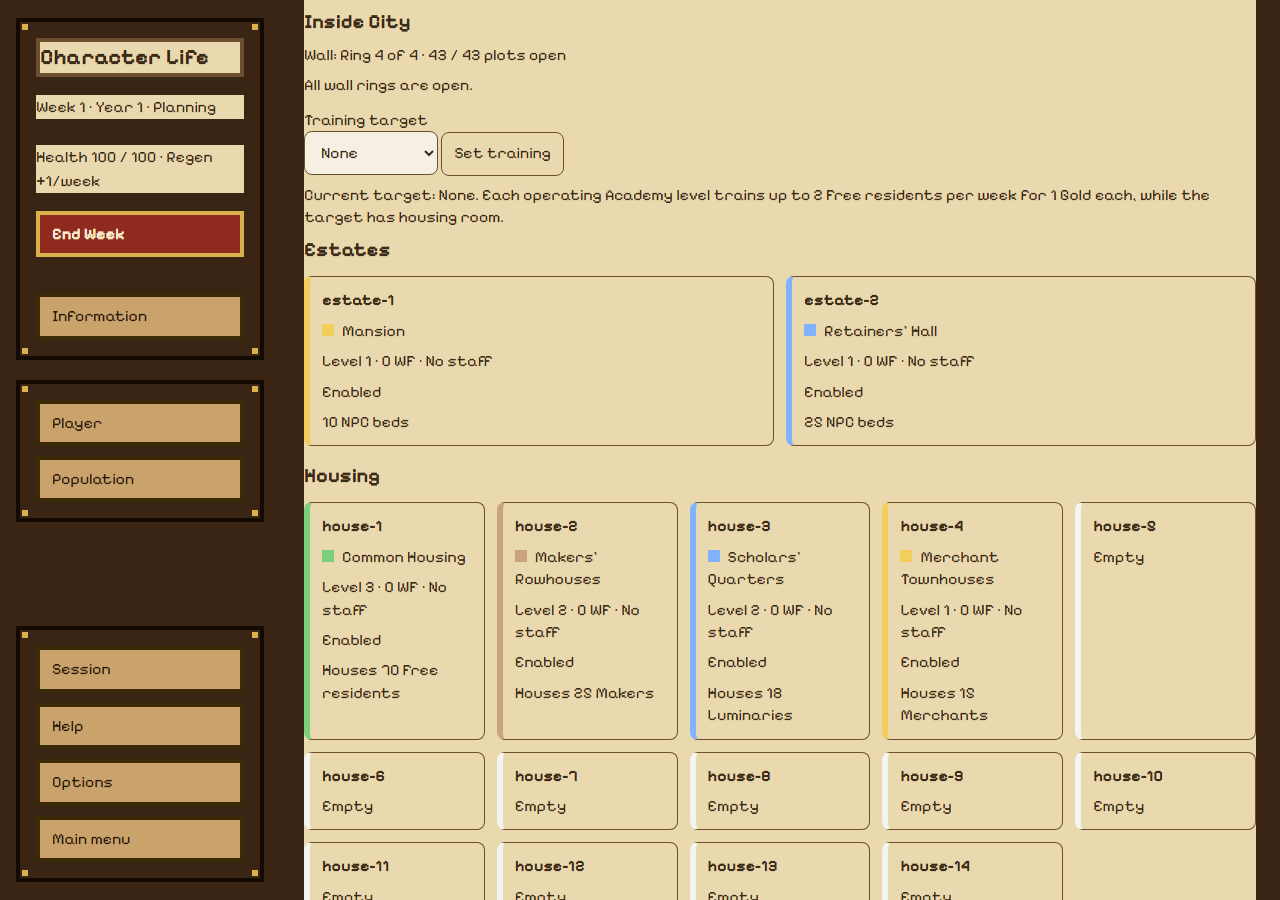 Character Life
Week 1 · Year 1 · Planning
Health 100 / 100 · Regen
+1/week
End Week
Information
Player
Population
Session
Help
Options
Main menu
Inside City
Wall: Ring 4 of 4 · 43 / 43 plots open
All wall rings are open.
Training target
None
Set training
Current target: None. Each operating Academy level trains up to 2 Free residents per week for 1 Gold each, while the
target has housing room.
Estates
estate-1
Mansion
Level 1 · 0 WF · No staff
Enabled
10 NPC beds
estate-2
Retainers' Hall
Level 1 · 0 WF · No staff
Enabled
25 NPC beds
Housing
house-1
Common Housing
Level 3 · 0 WF · No
staff
Enabled
Houses 70 Free
residents
house-2
Makers'
Rowhouses
Level 2 · 0 WF · No
staff
Enabled
Houses 25 Makers
house-3
Scholars'
Quarters
Level 2 · 0 WF · No
staff
Enabled
Houses 18
Luminaries
house-4
Merchant
Townhouses
Level 1 · 0 WF · No
staff
Enabled
Houses 15
Merchants
house-5
Empty
house-6
Empty
house-7
Empty
house-8
Empty
house-9
Empty
house-10
Empty
house-11
Empty
house-12
Empty
house-13
Empty
house-14
Empty